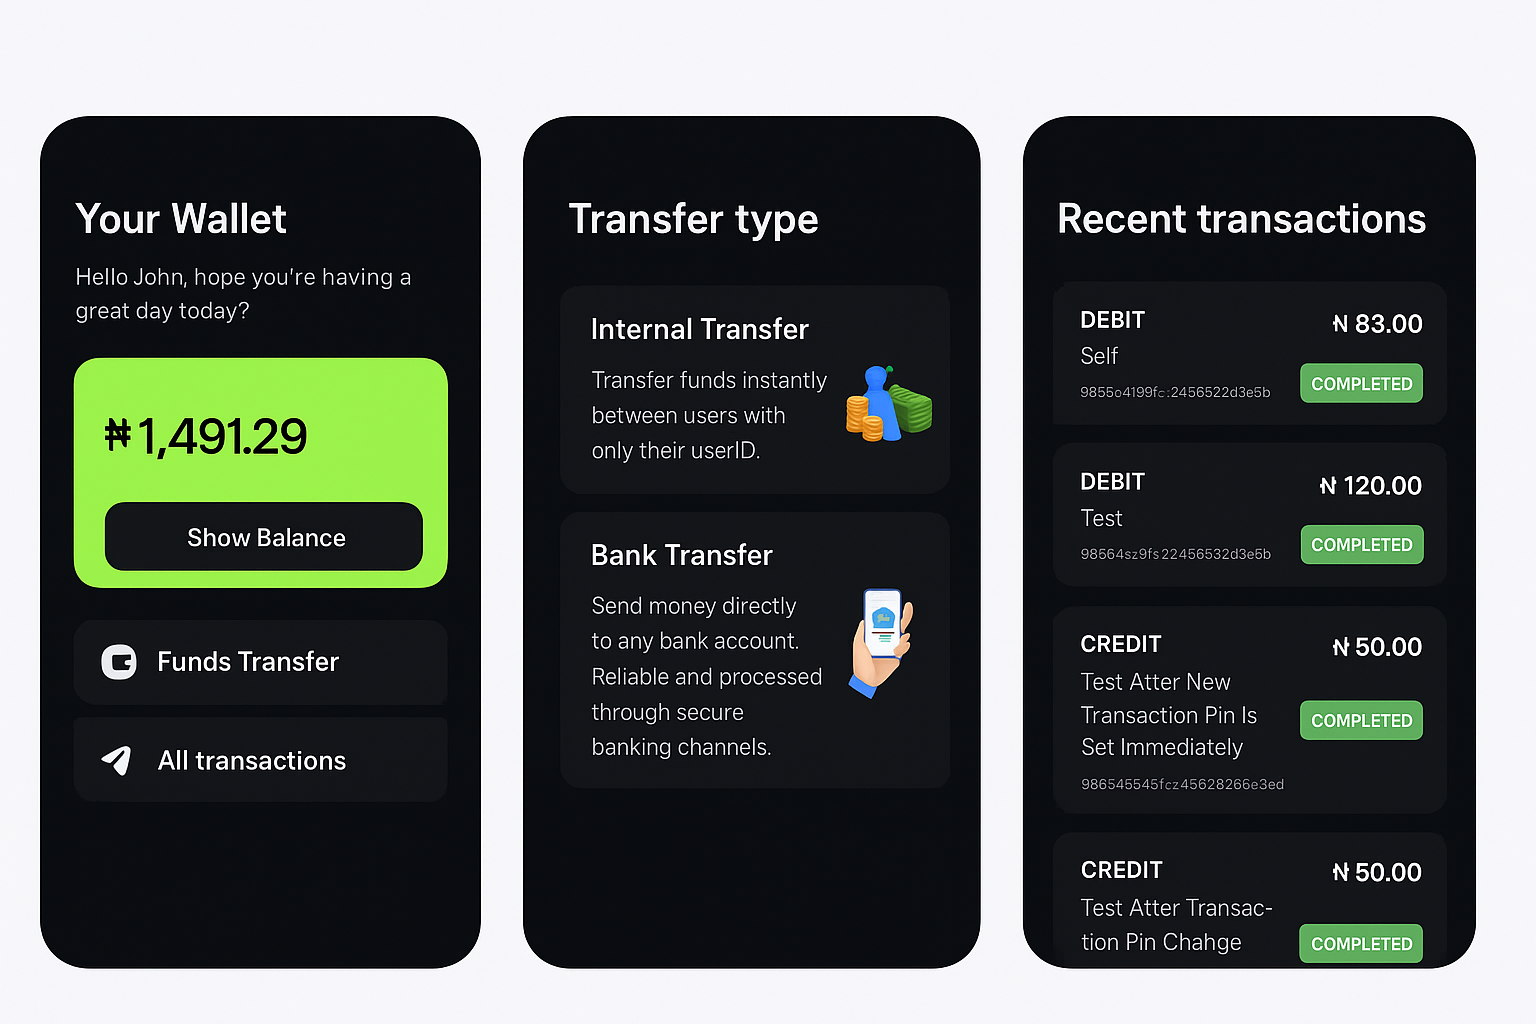 Your Wallet
Hello John, hope you're having a
great day today?
₦1,491.29
Show Balance
Funds Transfer
All transactions
Transfer type
Internal Transfer
Transfer funds instantly
between users with
only their userID.
Bank Transfer
Send money directly
to any bank account.
Reliable and processed
through secure
banking channels.
Recent transactions
DEBIT
₦ 83.00
Self
COMPLETED
DEBIT
₦ 120.00
Test
COMPLETED
98564sz9fs22456532d3e5b
CREDIT
₦ 50.00
Test Atter New
Transaction Pin Is
Set Immediately
COMPLETED
986545545fcz45628266e3ed
CREDIT
₦ 50.00
Test Atter Transac-
tion Pin Chahge
COMPLETED